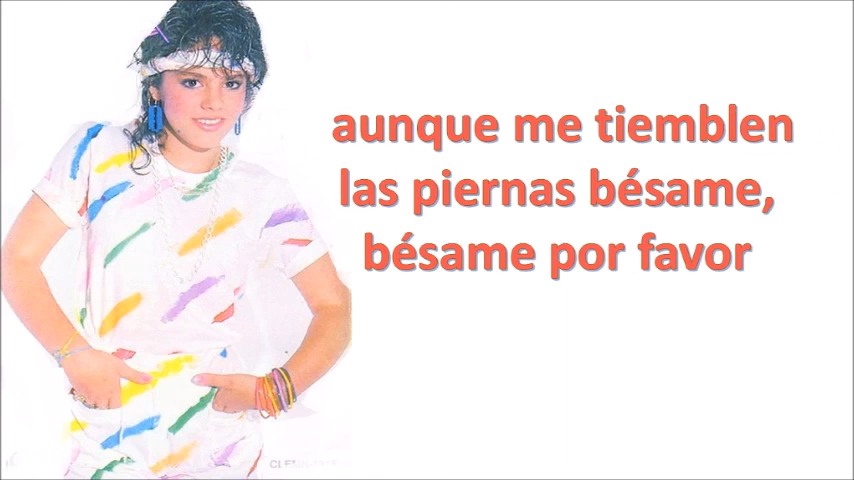 aunque me tiemblen
las piernas bésame,
bésame por favor